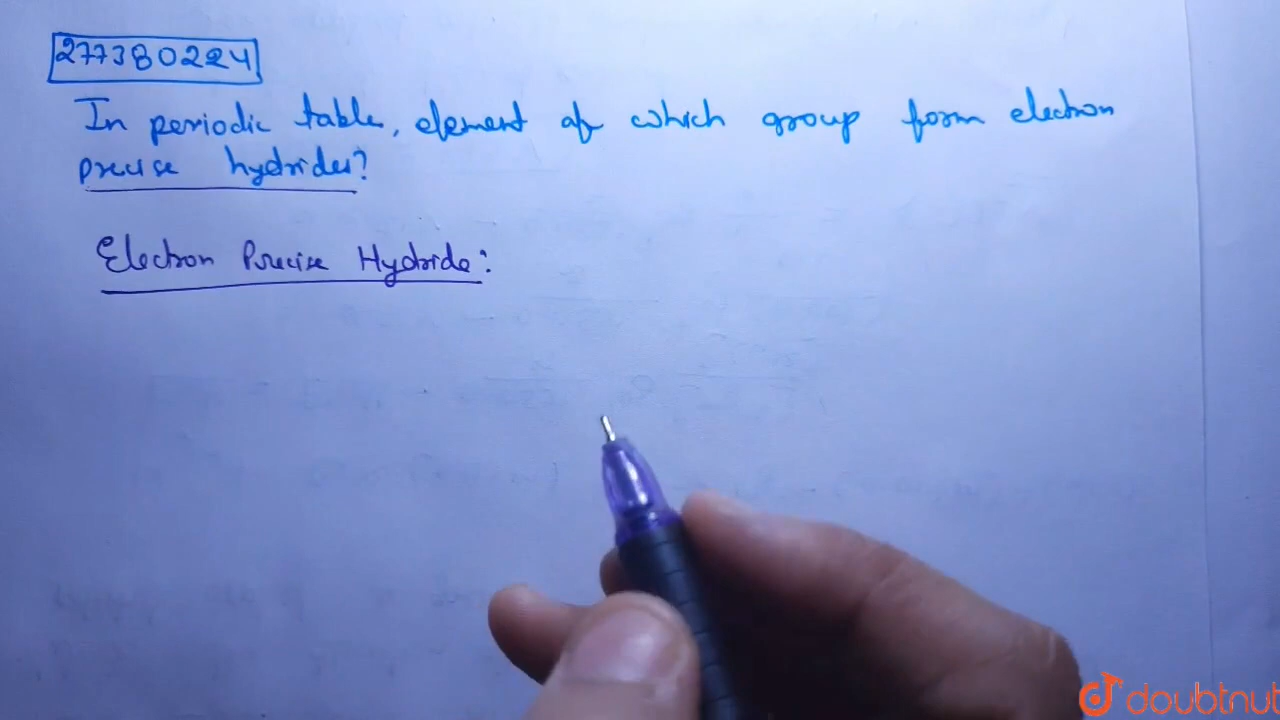 277380224
In periodic table, element of which group form electron
precise hydrides?
Electron Precise Hydride:
doubtnut